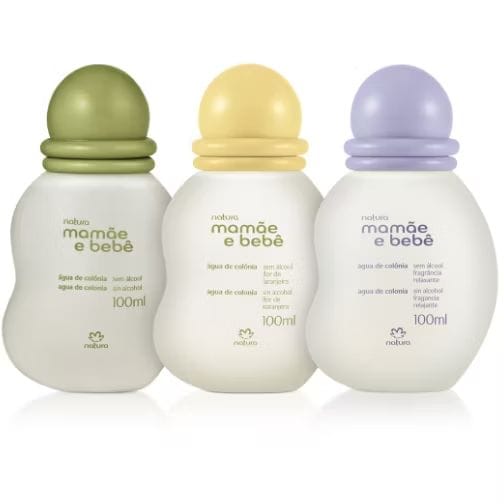 natura
mamãe
e bebê
água de colônia sem álcool
agua de colonia sin alcohol
100ml
natura
natura
mamãe
e bebê
água de colônia sem álcool
flor de
laranjeira
agua de colonia sin alcohol
flor de
naranjera
100ml
natura
natura
mamãe
e bebê
água de colônia sem álcool
fragrância
relaxante
agua de colonia sin alcohol
fragancia
relajante
100ml
natura